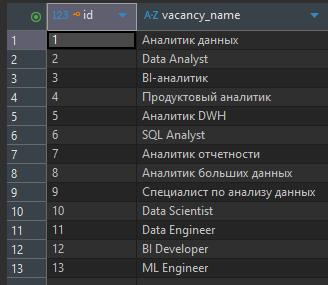 123 id A-Z vacancy_name
1 1 Аналитик данных
2 2 Data Analyst
3 3 BI-аналитик
4 4 Продуктовый аналитик
5 5 Аналитик DWH
6 6 SQL Analyst
7 7 Аналитик отчетности
8 8 Аналитик больших данных
9 9 Специалист по анализу данных
10 10 Data Scientist
11 11 Data Engineer
12 12 BI Developer
13 13 ML Engineer